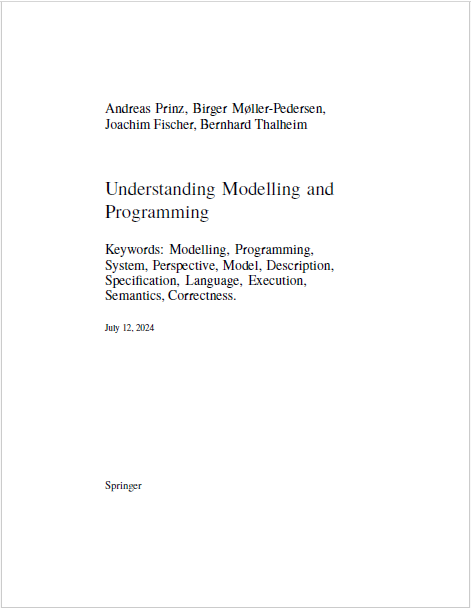 Andreas Prinz, Birger Møller-Pedersen,
Joachim Fischer, Bernhard Thalheim
Understanding Modelling and
Programming
Keywords: Modelling, Programming,
System, Perspective, Model, Description,
Specification, Language, Execution,
Semantics, Correctness.
July 12, 2024
Springer